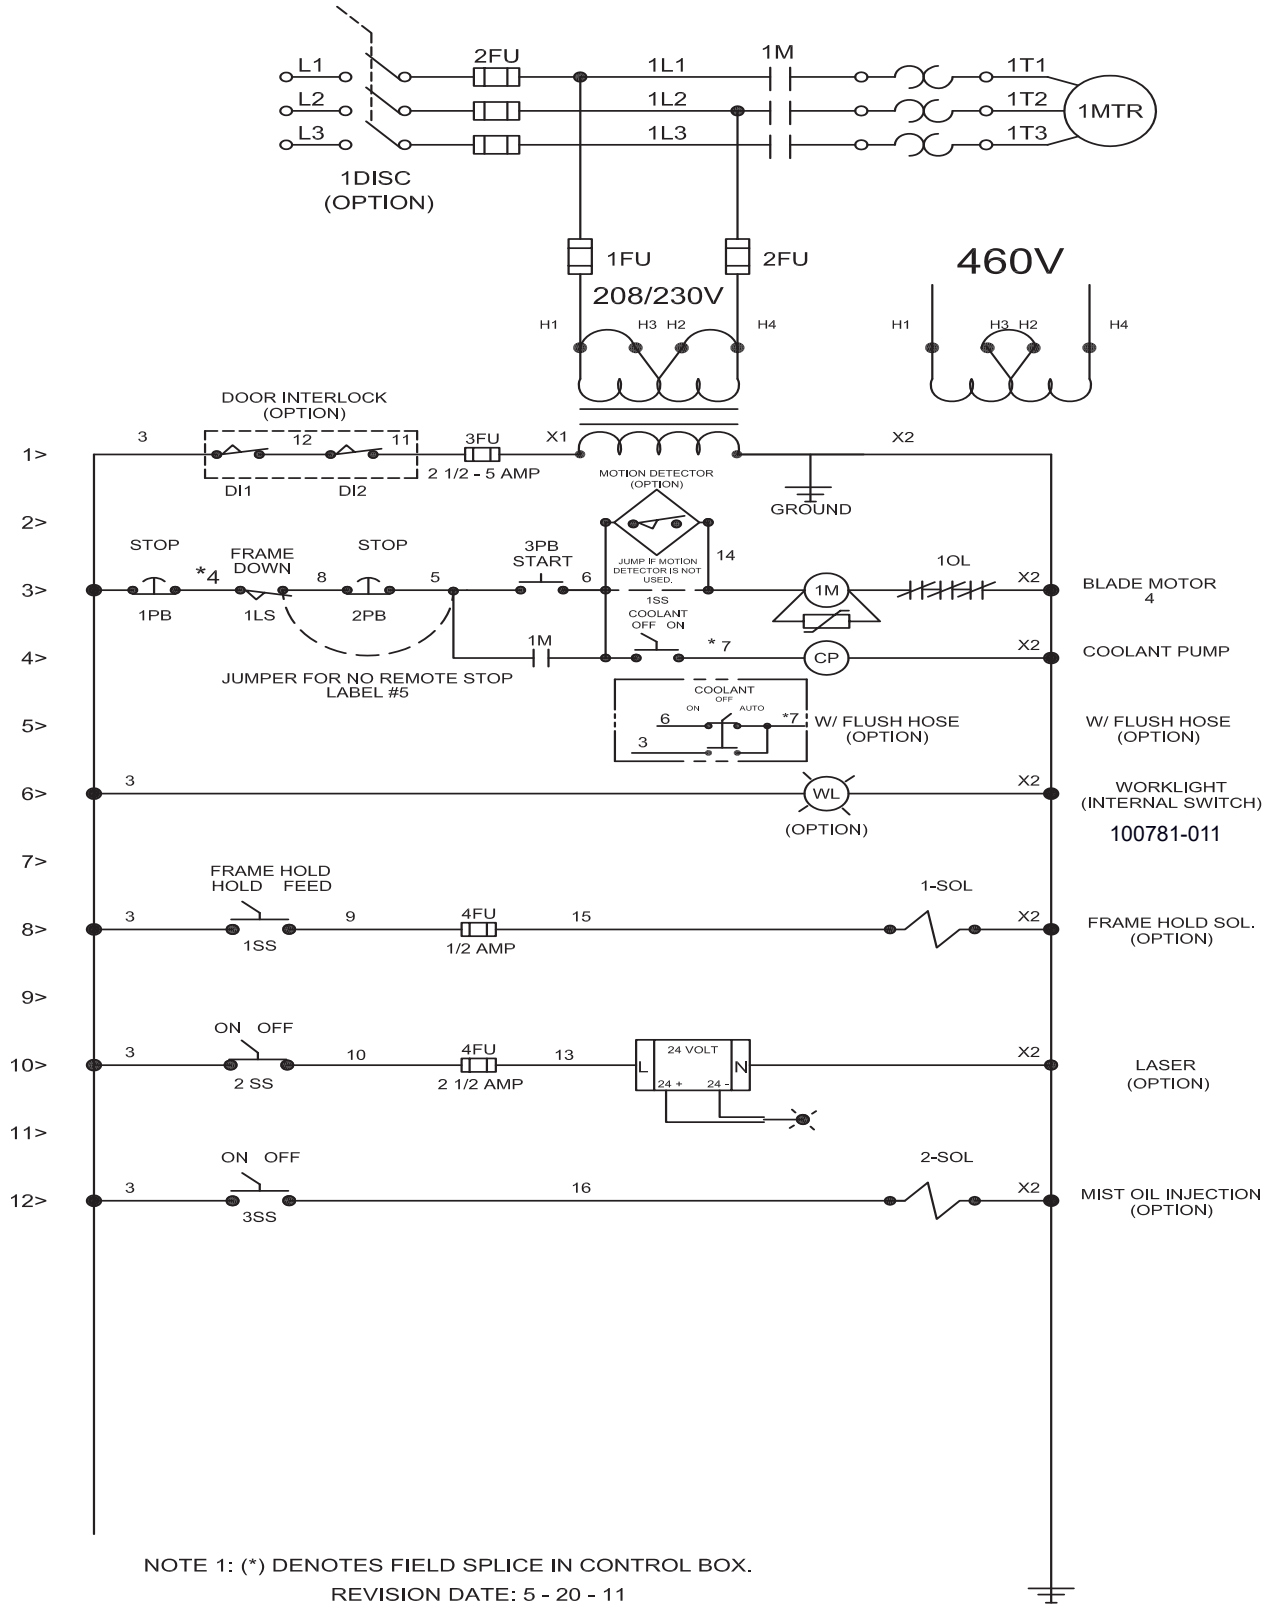 L1
2FU
1L1
1M
1T1
L2
1L2
1T2
1MTR
L3
1L3
1T3
1DISC
(OPTION)
1FU
2FU
460V
208/230V
H1
H3 H2
H4
H1
H3 H2
H4
DOOR INTERLOCK
(OPTION)
1>
3
12
11
3FU
X1
X2
2 1/2 - 5 AMP
DI1
DI2
MOTION DETECTOR
(OPTION)
GROUND
2>
STOP
FRAME
DOWN
STOP
3PB
START
JUMP IF MOTION
DETECTOR IS NOT
USED.
14
1OL
3>
*4
8
5
6
1M
X2
BLADE MOTOR
4
1PB
1LS
2PB
1SS
COOLANT
OFF ON
4>
1M
* 7
CP
X2
COOLANT PUMP
JUMPER FOR NO REMOTE STOP
LABEL #5
5>
COOLANT
OFF
ON
AUTO
6
*7
3
W/ FLUSH HOSE
(OPTION)
W/ FLUSH HOSE
(OPTION)
6>
3
WL
X2
WORKLIGHT
(INTERNAL SWITCH)
(OPTION)
100781-011
7>
FRAME HOLD
HOLD FEED
1-SOL
8>
3
9
4FU
15
X2
FRAME HOLD SOL.
(OPTION)
1SS
1/2 AMP
9>
ON OFF
10>
3
10
4FU
13
L
24 VOLT
N
24 +
24 -
X2
LASER
(OPTION)
2 SS
2 1/2 AMP
11>
ON OFF
2-SOL
12>
3
16
X2
MIST OIL INJECTION
(OPTION)
3SS
NOTE 1: (*) DENOTES FIELD SPLICE IN CONTROL BOX.
REVISION DATE: 5 - 20 - 11